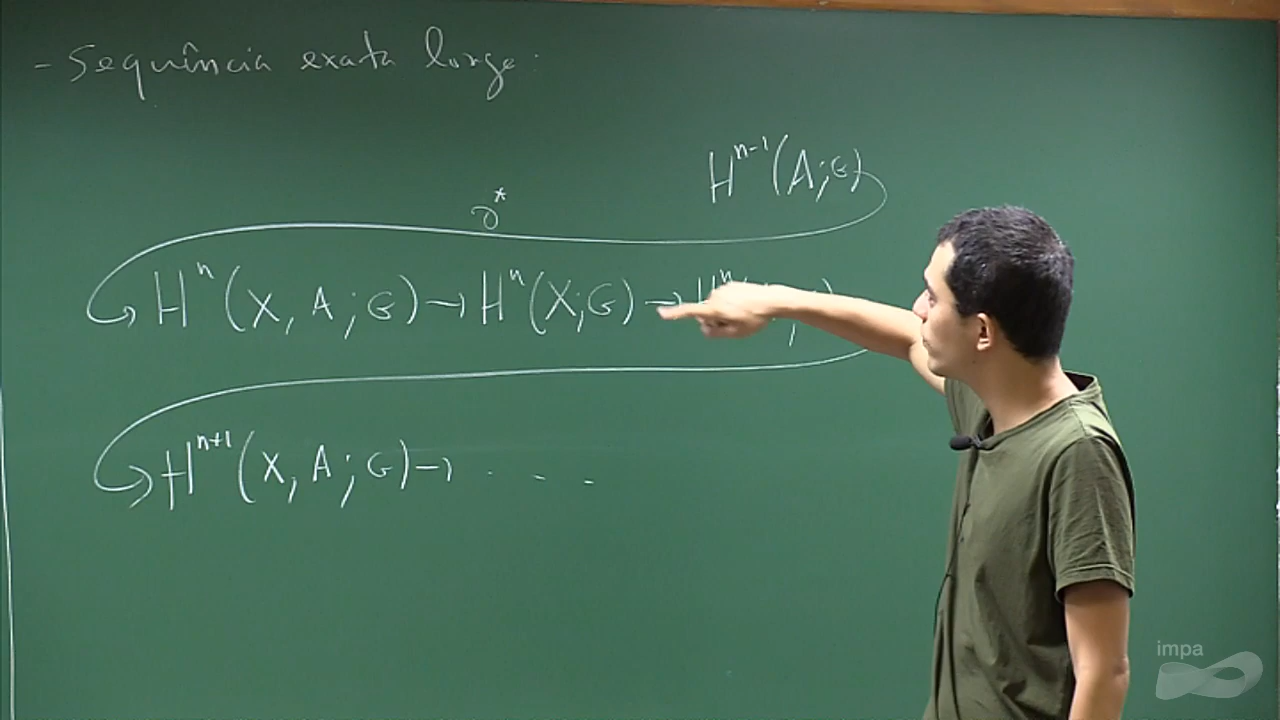 - Sequência exata longa:
H^{n-1}(A;G)
∂*
H^n(X,A;G) → H^n(X;G) → H^n(
H^{n+1}(X,A;G) → . . .
impa